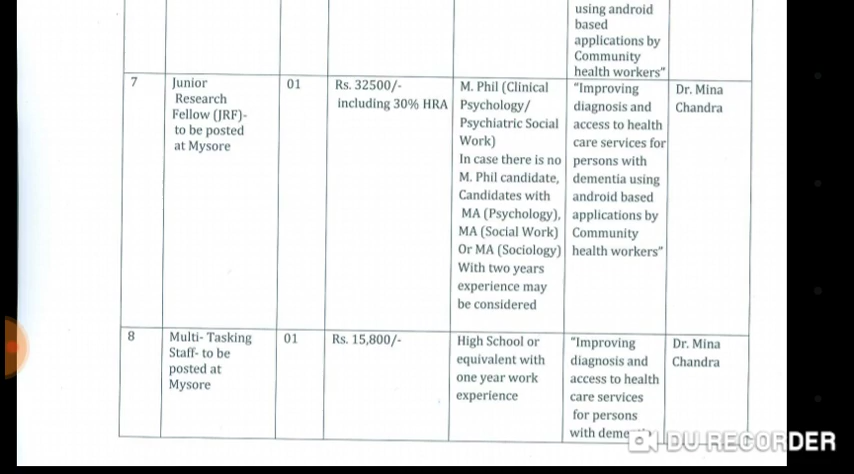 using android
based
applications by
Community
health workers"
7
Junior
Research
Fellow (JRF)-
to be posted
at Mysore
01
Rs. 32500/-
including 30% HRA
M. Phil (Clinical
Psychology/
Psychiatric Social
Work)
In case there is no
M. Phil candidate,
Candidates with
MA (Psychology),
MA (Social Work)
Or MA (Sociology)
With two years
experience may
be considered
"Improving
diagnosis and
access to health
care services for
persons with
dementia using
android based
applications by
Community
health workers"
Dr. Mina
Chandra
8
Multi- Tasking
Staff- to be
posted at
Mysore
01
Rs. 15,800/-
High School or
equivalent with
one year work
experience
"Improving
diagnosis and
access to health
care services
for persons
with
Dr. Mina
Chandra
DU RECORDER